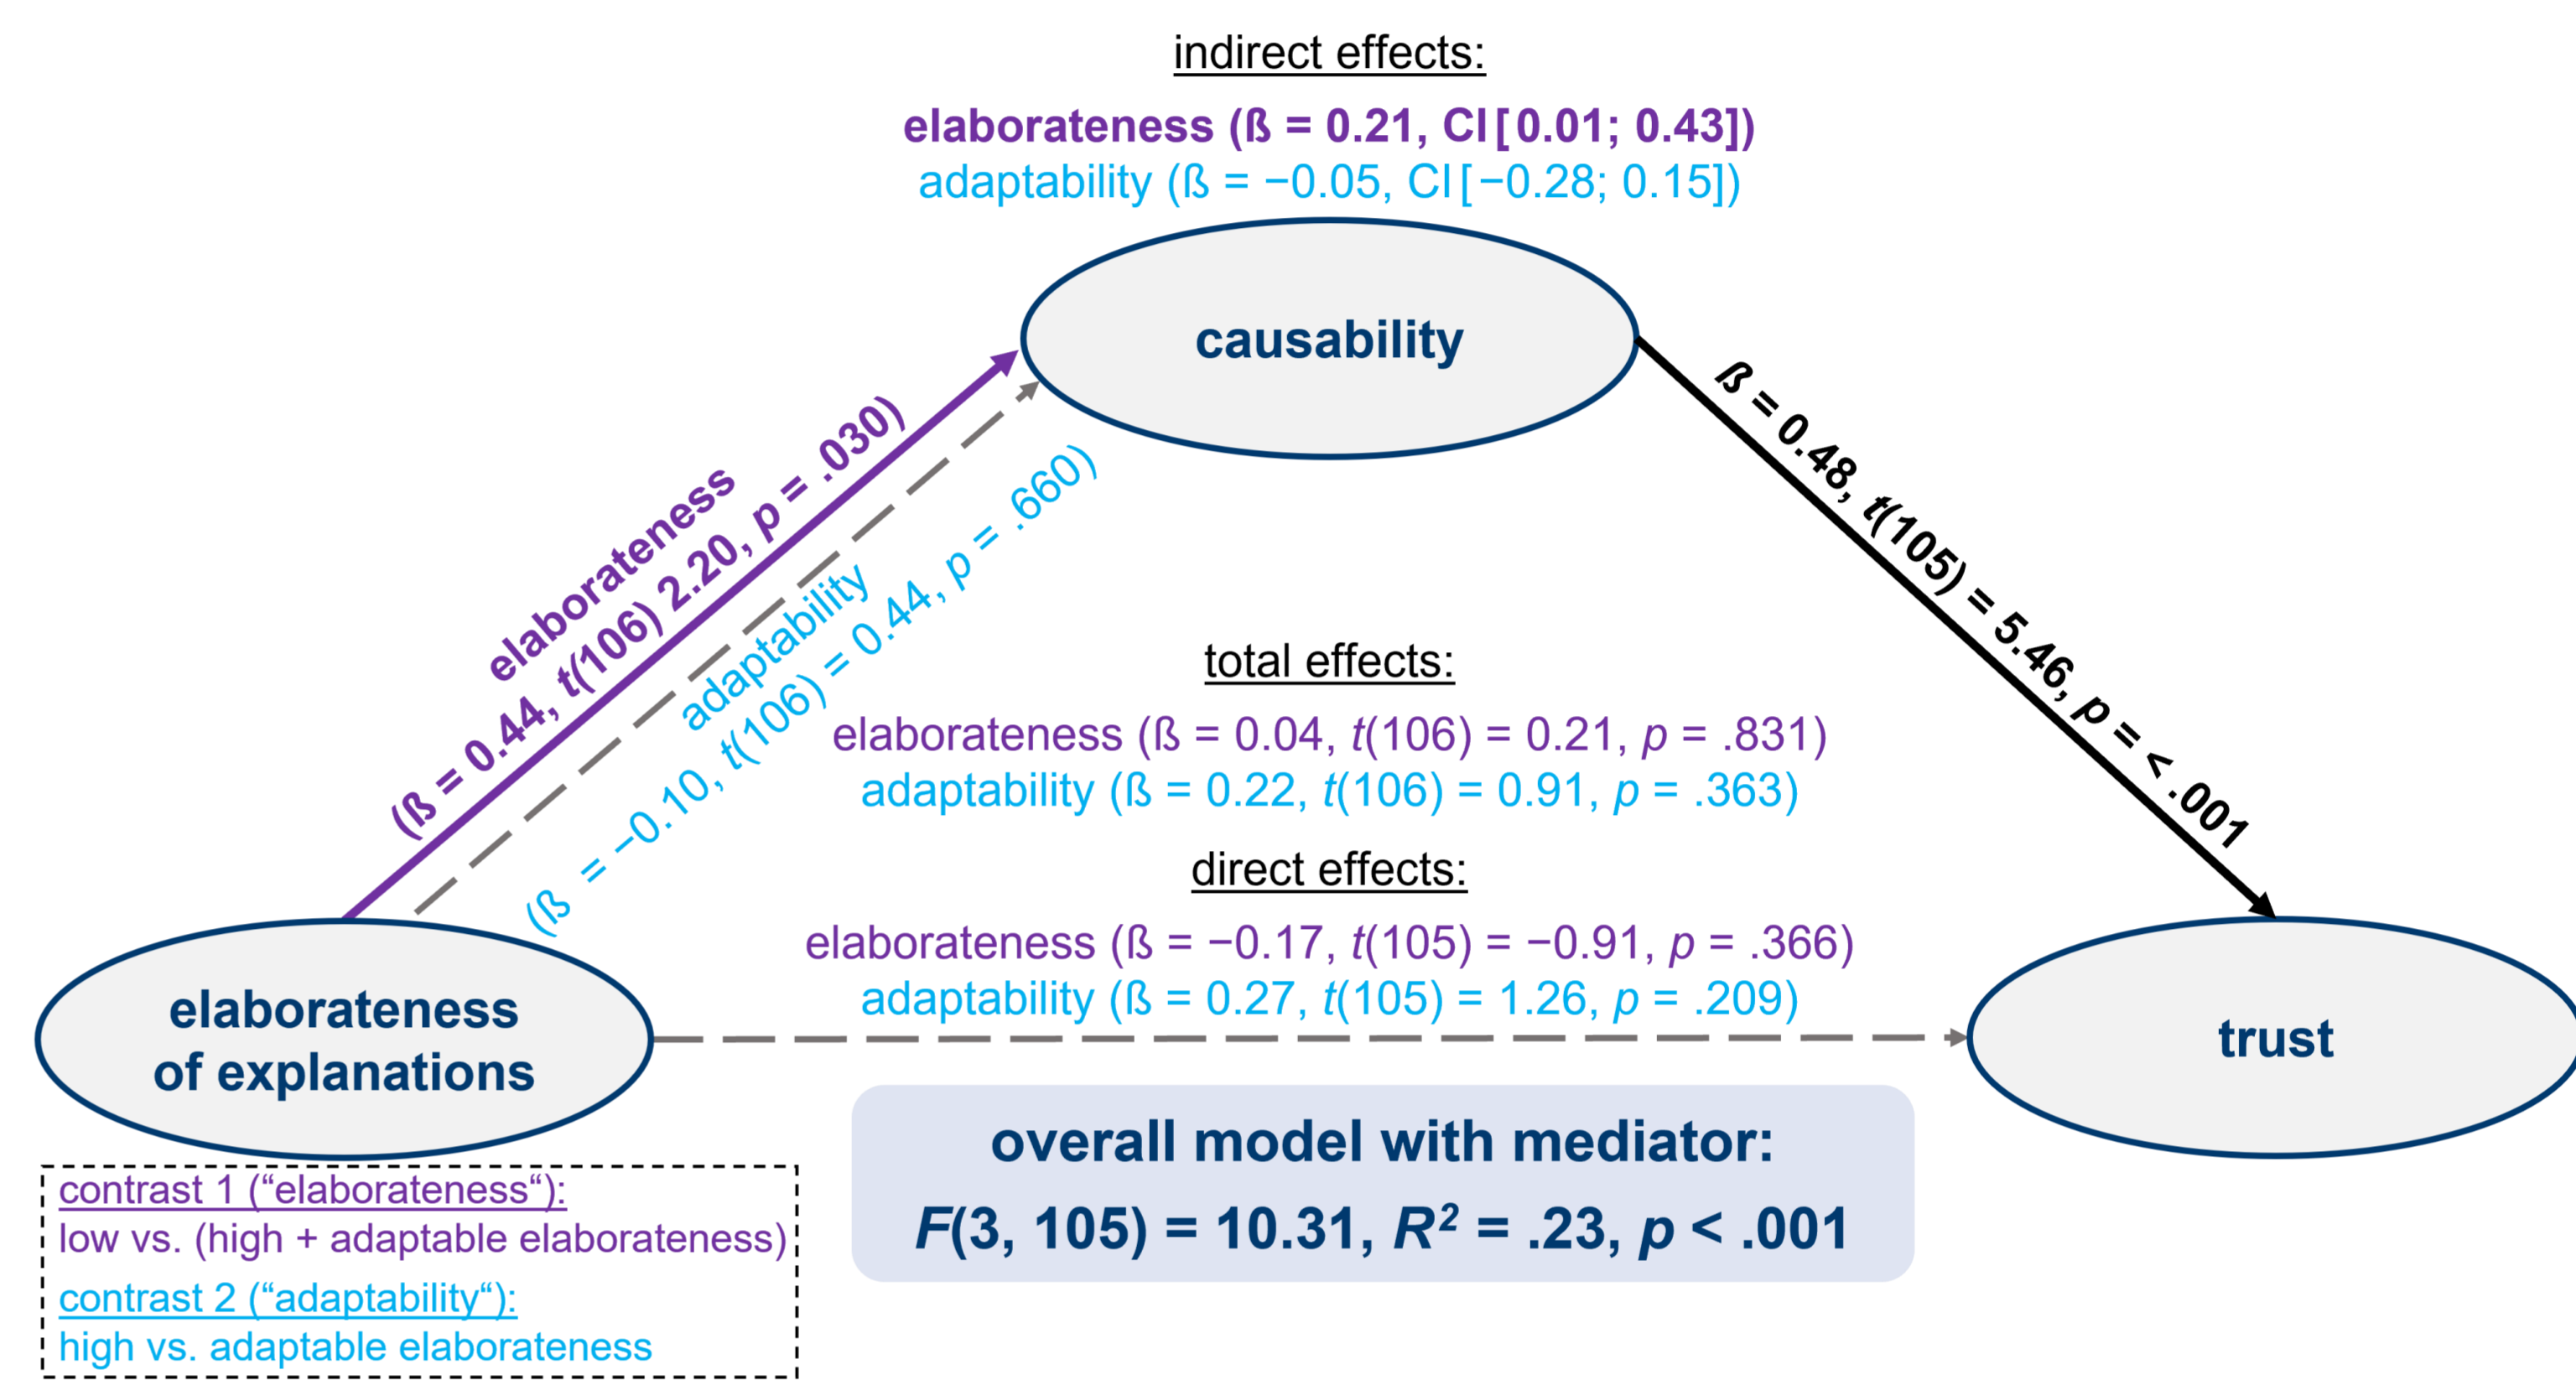 indirect effects:
elaborateness (ß = 0.21, CI [ 0.01; 0.43])
adaptability (ß = −0.05, CI [ −0.28; 0.15])
causability
elaborateness
(ß = 0.44, t(106) 2.20, p = .030)
adaptability
(ß = −0.10, t(106) = 0.44, p = .660)
ß = 0.48, t(105) = 5.46, p = < .001
total effects:
elaborateness (ß = 0.04, t(106) = 0.21, p = .831)
adaptability (ß = 0.22, t(106) = 0.91, p = .363)
direct effects:
elaborateness (ß = −0.17, t(105) = −0.91, p = .366)
adaptability (ß = 0.27, t(105) = 1.26, p = .209)
elaborateness
of explanations
trust
overall model with mediator:
F(3, 105) = 10.31, R² = .23, p < .001
contrast 1 (“elaborateness“):
low vs. (high + adaptable elaborateness)
contrast 2 (“adaptability“):
high vs. adaptable elaborateness